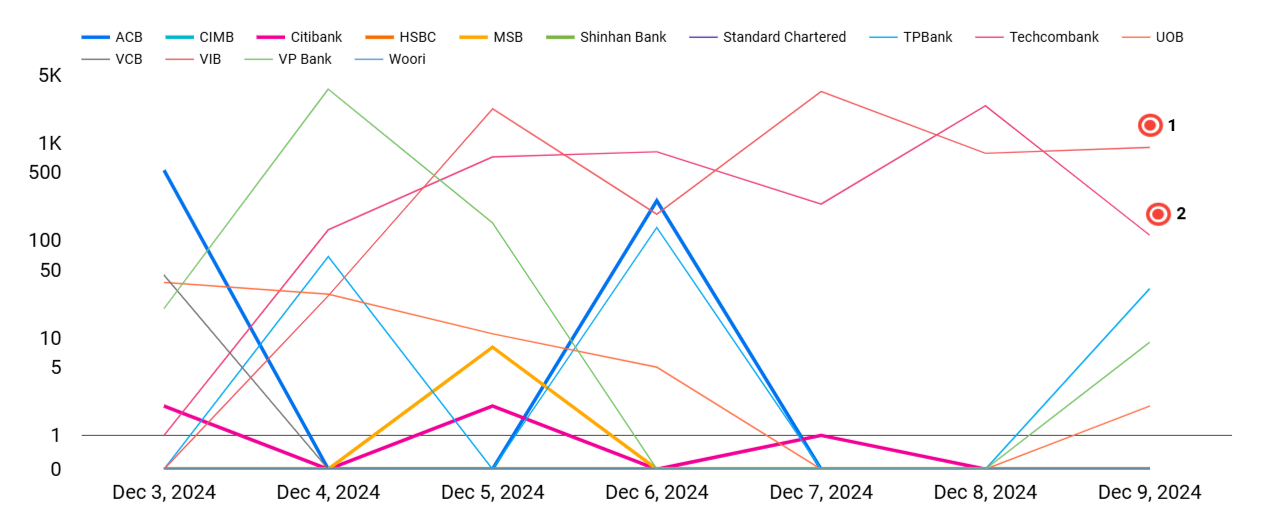 ACB CIMB Citibank HSBC MSB Shinhan Bank Standard Chartered TPBank Techcombank UOB
VCB VIB VP Bank Woori
5K
1K
500
100
50
10
5
1
0
1
2
Dec 3, 2024 Dec 4, 2024 Dec 5, 2024 Dec 6, 2024 Dec 7, 2024 Dec 8, 2024 Dec 9, 2024